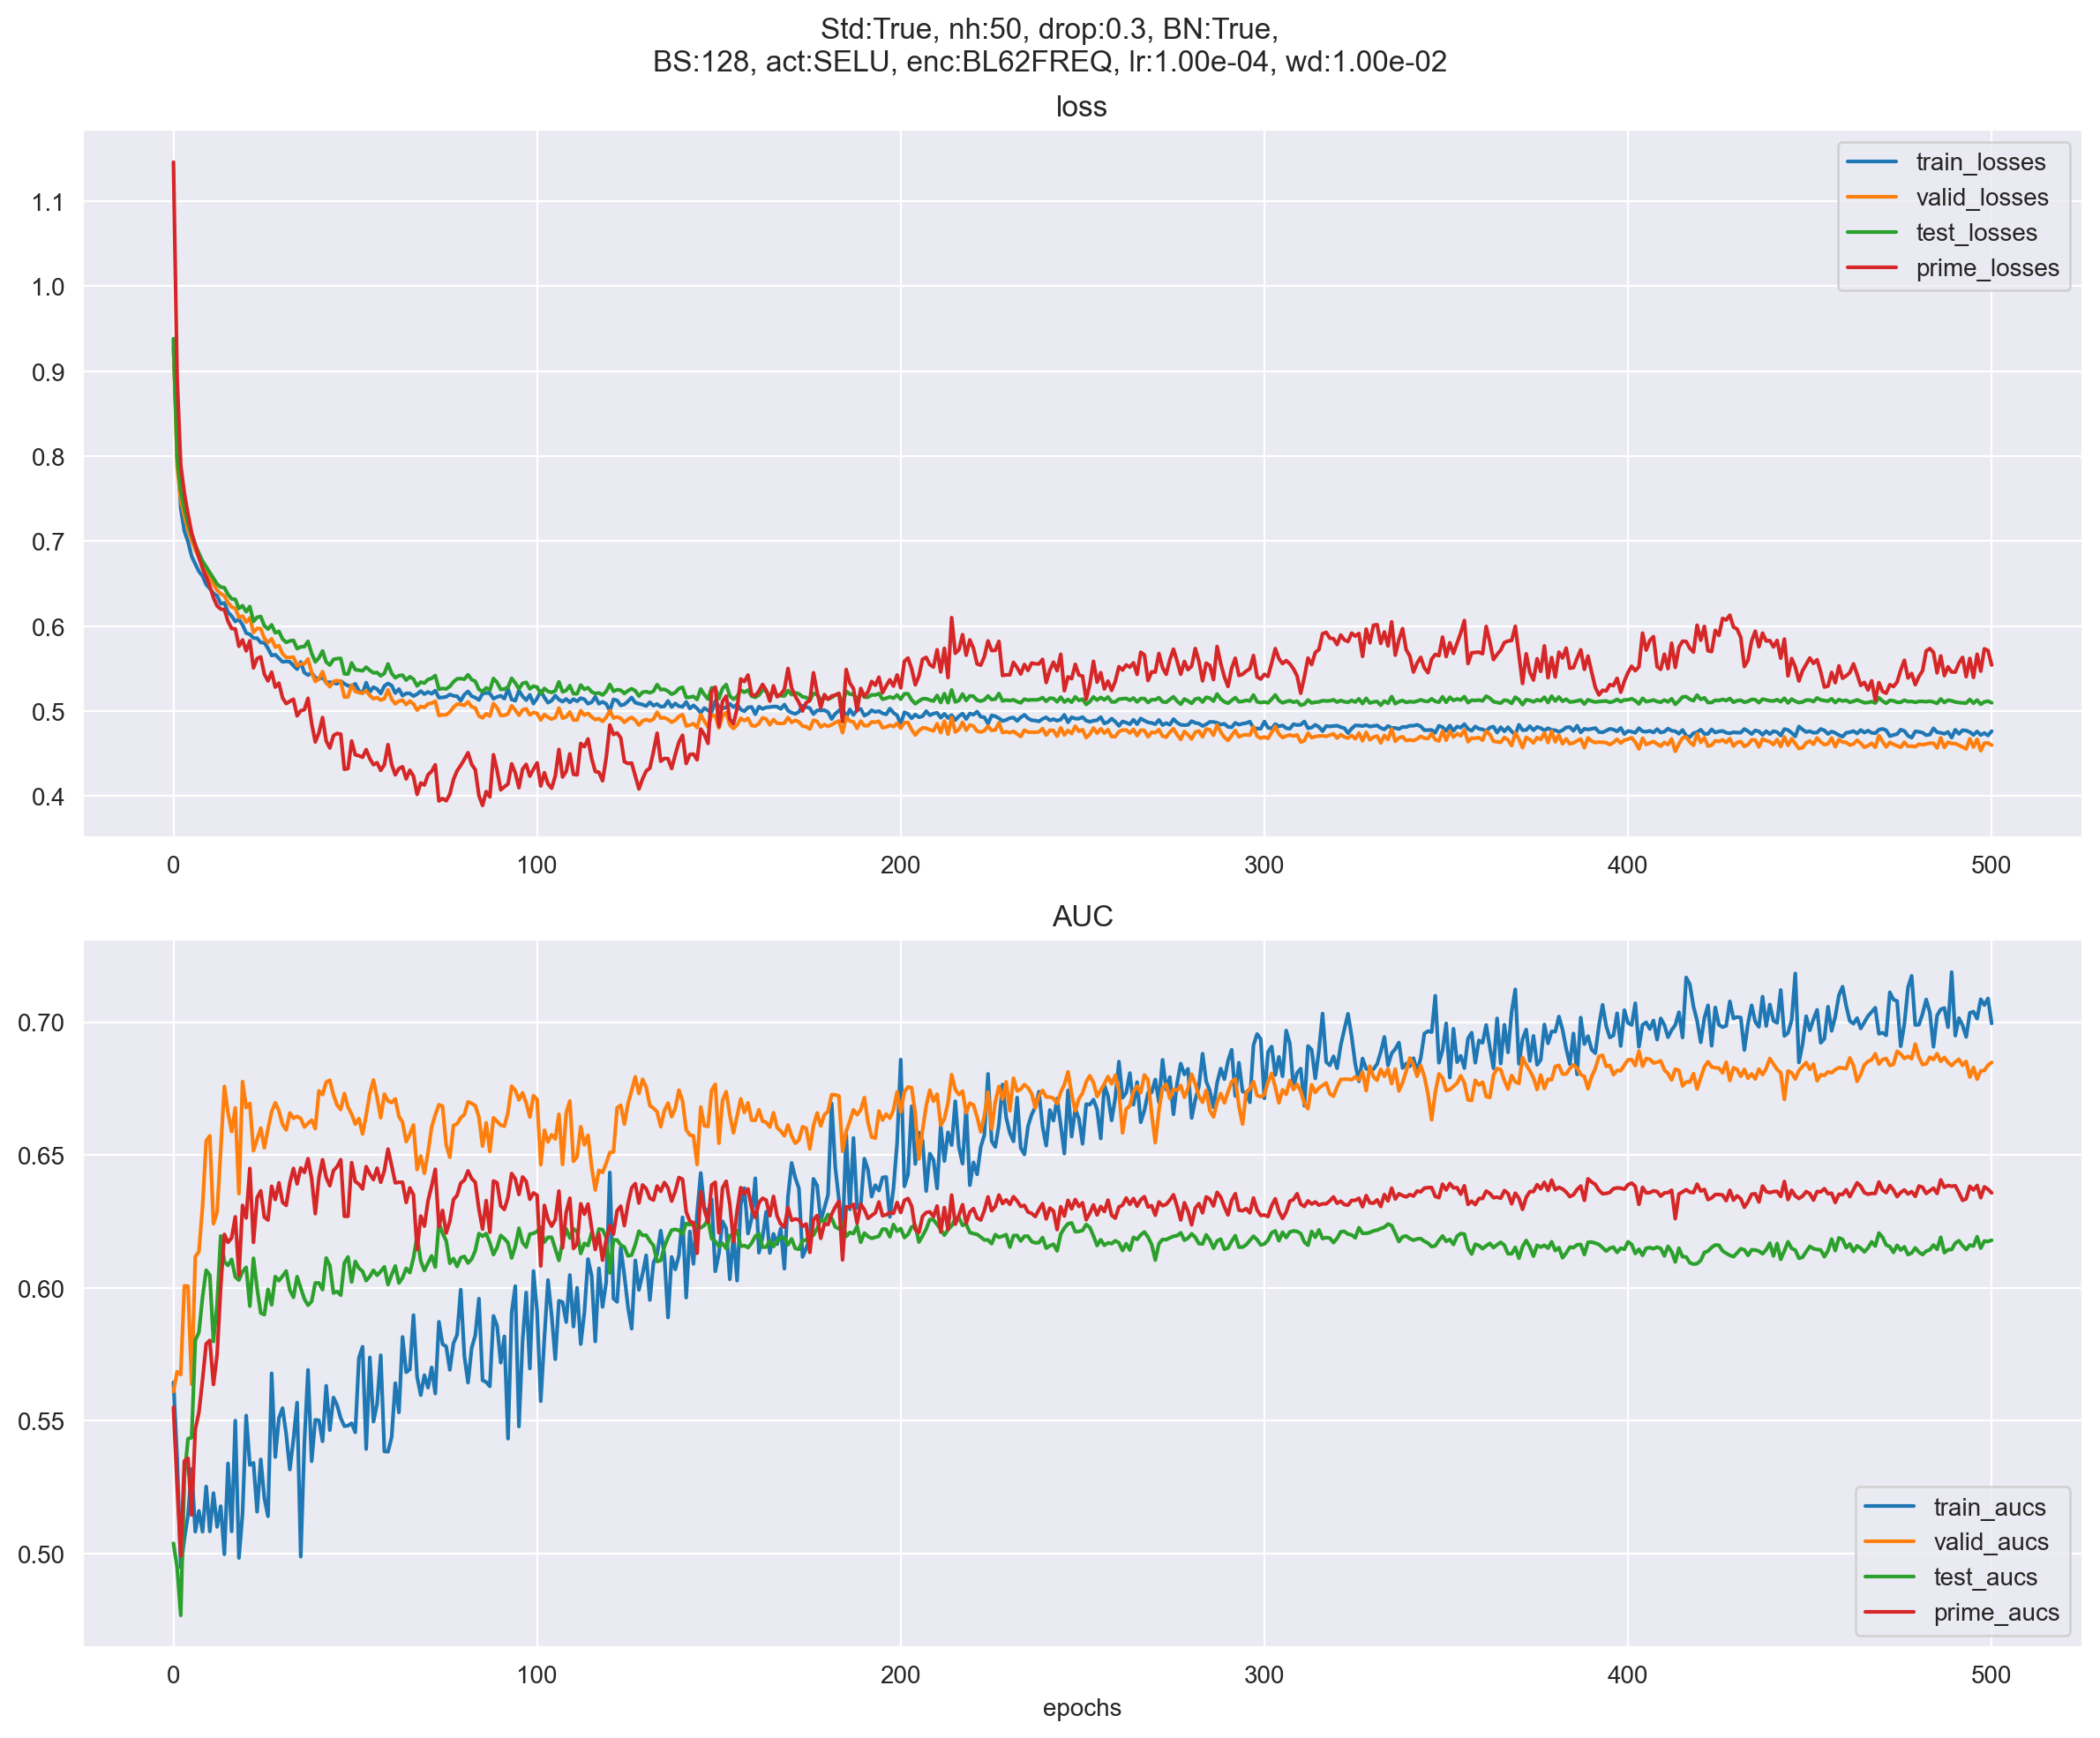 Std:True, nh:50, drop:0.3, BN:True,
BS:128, act:SELU, enc:BL62FREQ, lr:1.00e-04, wd:1.00e-02
loss
train_losses
valid_losses
test_losses
prime_losses
1.1
1.0
0.9
0.8
0.7
0.6
0.5
0.4
0 100 200 300 400 500
AUC
0.70
0.65
0.60
0.55
0.50
train_aucs
valid_aucs
test_aucs
prime_aucs
0 100 200 300 400 500
epochs